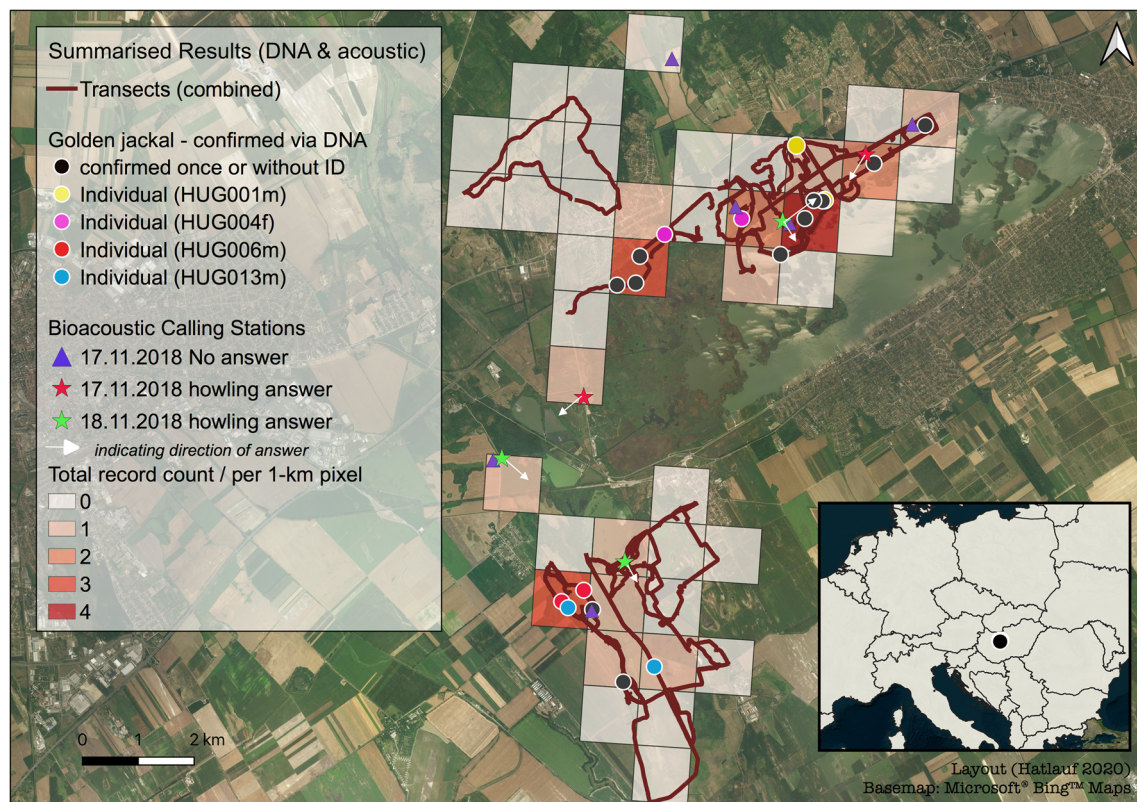 Summarised Results (DNA & acoustic)
Transects (combined)
Golden jackal - confirmed via DNA
confirmed once or without ID
Individual (HUG001m)
Individual (HUG004f)
Individual (HUG006m)
Individual (HUG013m)
Bioacoustic Calling Stations
17.11.2018 No answer
17.11.2018 howling answer
18.11.2018 howling answer
indicating direction of answer
Total record count / per 1-km pixel
0
1
2
3
4
0 1 2 km
Layout (Hatlauf 2020)
Basemap: Microsoft® Bing™ Maps